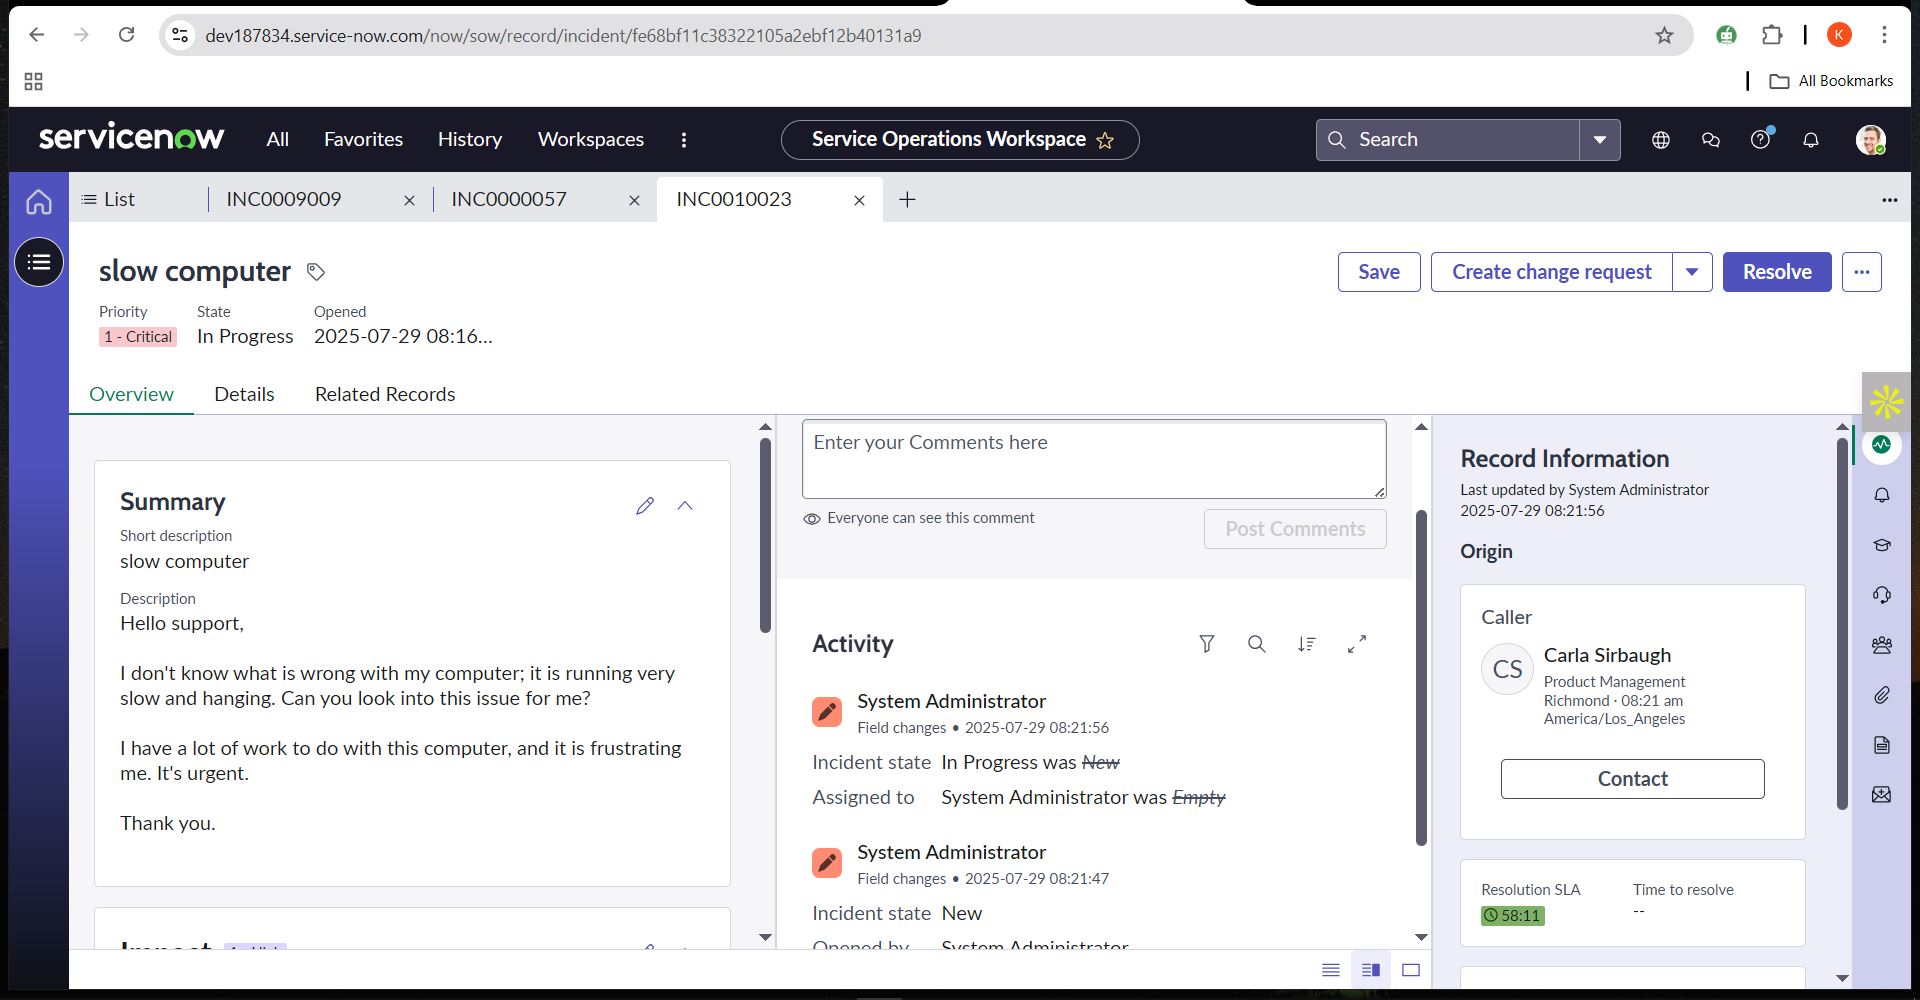 dev187834.service-now.com/now/sow/record/incident/fe68bf11c38322105a2ebf12b40131a9
K
All Bookmarks
servicenow
All
Favorites
History
Workspaces
Service Operations Workspace
Search
List
INC0009009
INC0000057
INC0010023
slow computer
Save
Create change request
Resolve
Priority
State
Opened
1 - Critical
In Progress
2025-07-29 08:16...
Overview
Details
Related Records
Summary
Short description
slow computer
Description
Hello support,
I don't know what is wrong with my computer; it is running very
slow and hanging. Can you look into this issue for me?
I have a lot of work to do with this computer, and it is frustrating
me. It's urgent.
Thank you.
Impact
Enter your Comments here
Everyone can see this comment
Post Comments
Activity
System Administrator
Field changes • 2025-07-29 08:21:56
Incident state In Progress was New
Assigned to System Administrator was Empty
System Administrator
Field changes • 2025-07-29 08:21:47
Incident state New
Opened by System Administrator
Record Information
Last updated by System Administrator
2025-07-29 08:21:56
Origin
Caller
CS
Carla Sirbaugh
Product Management
Richmond · 08:21 am
America/Los_Angeles
Contact
Resolution SLA
Time to resolve
58:11
--